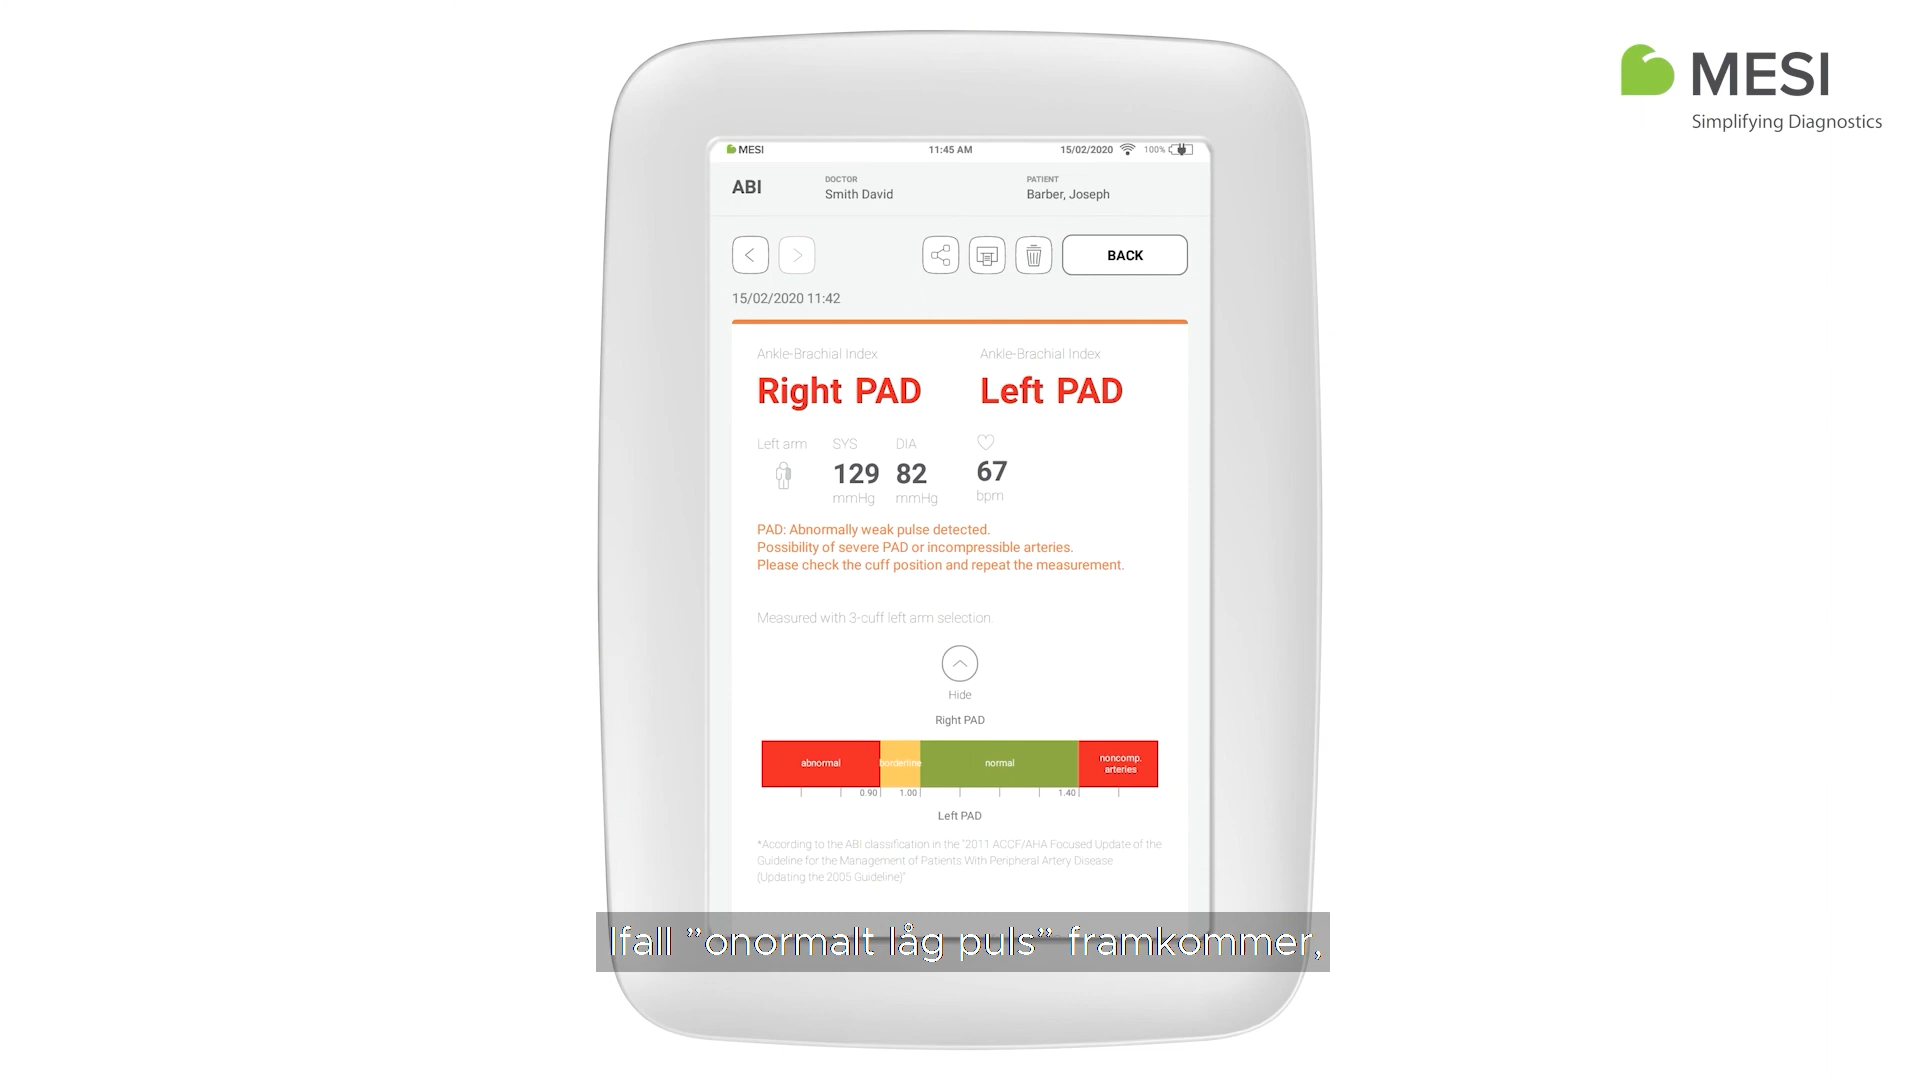 MESI
Simplifying Diagnostics
MESI
11:45 AM
15/02/2020
100%
ABI
DOCTOR
Smith David
PATIENT
Barber, Joseph
BACK
15/02/2020 11:42
Ankle-Brachial Index
Right PAD
Ankle-Brachial Index
Left PAD
Left arm
SYS
129
mmHg
DIA
82
mmHg
67
bpm
PAD: Abnormally weak pulse detected.
Possibility of severe PAD or incompressible arteries.
Please check the cuff position and repeat the measurement.
Measured with 3-cuff left arm selection.
Hide
Right PAD
abnormal
borderline
normal
noncomp.
arteries
0.90
1.00
1.40
Left PAD
*According to the ABI classification in the "2011 ACCF/AHA Focused Update of the
Guideline for the Management of Patients With Peripheral Artery Disease
(Updating the 2005 Guideline)"
Ifall ”onormalt låg puls” framkommer,